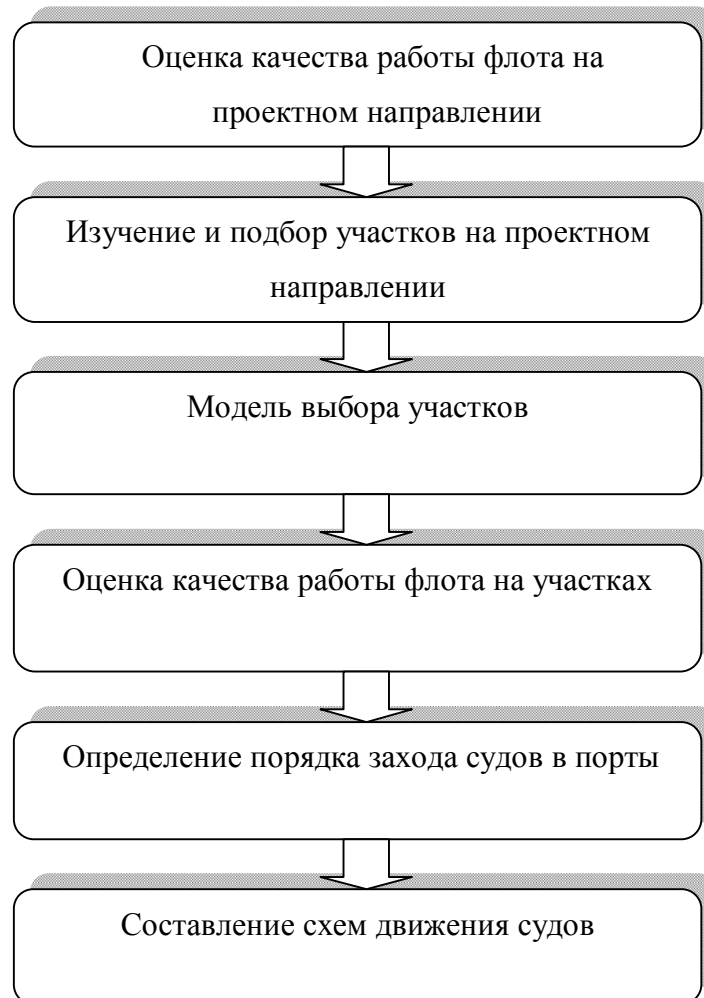 Оценка качества работы флота на
проектном направлении
Изучение и подбор участков на проектном
направлении
Модель выбора участков
Оценка качества работы флота на участках
Определение порядка захода судов в порты
Составление схем движения судов